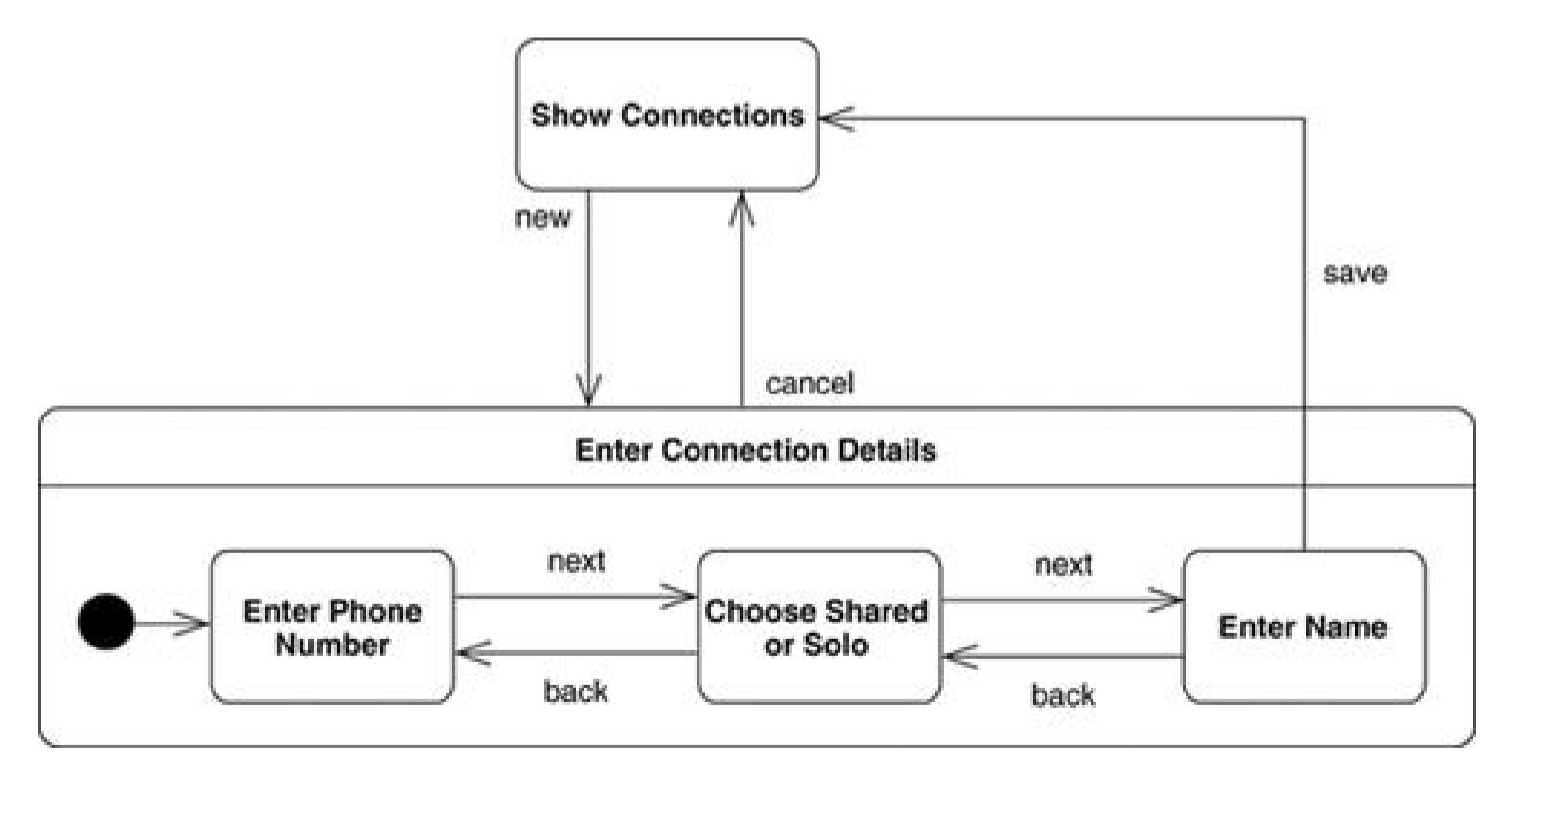 Show Connections
new
save
cancel
Enter Connection Details
next
next
Enter Phone
Number
Choose Shared
or Solo
Enter Name
back
back